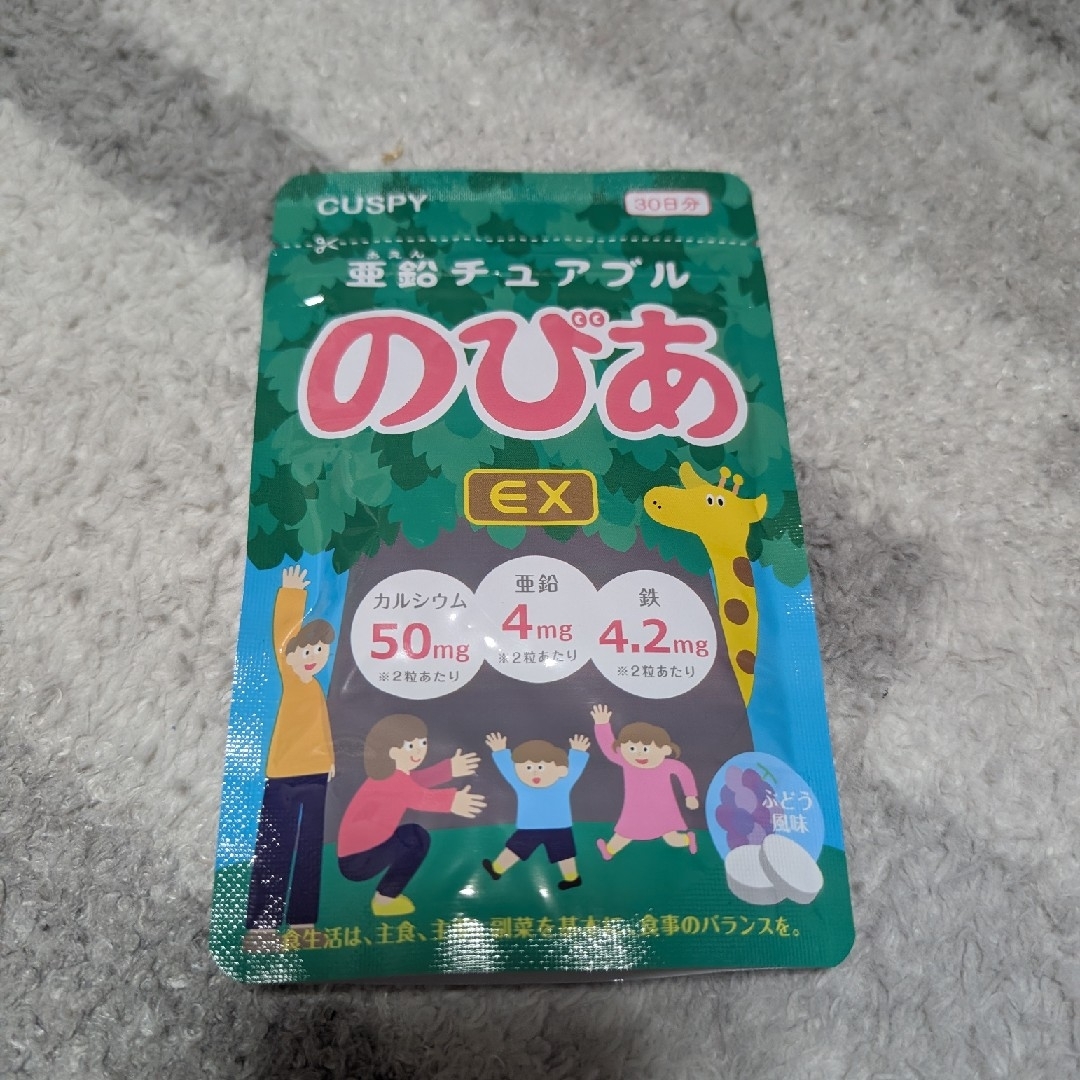 CUSPY
30日分
あえん
亜鉛チュアブル
のびあ
EX
カルシウム
50mg
※2粒あたり
亜鉛
4mg
※2粒あたり
鉄
4.2mg
※2粒あたり
ぶどう
風味
食生活は、主食、主 副菜を基本 食事のバランスを。